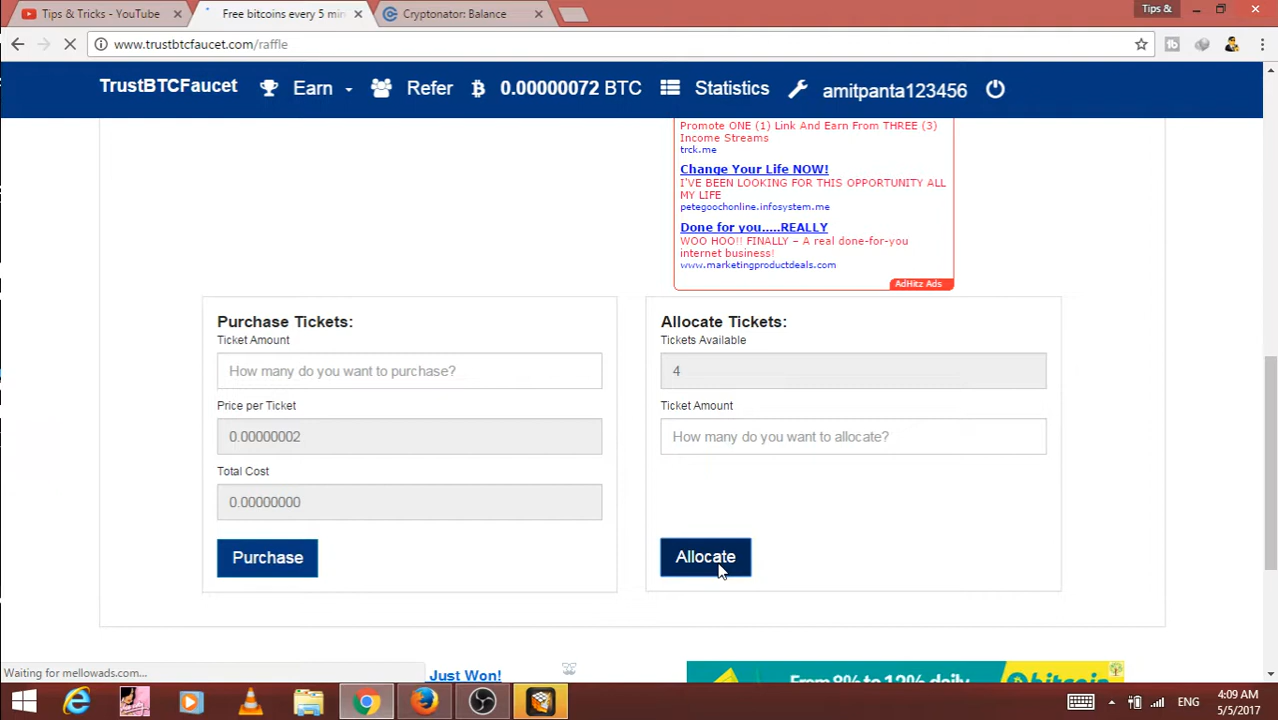 Tips & Tricks - YouTube
Free bitcoins every 5 min
Cryptonator: Balance
Tips &
www.trustbtcfaucet.com/raffle
TrustBTCFaucet
Earn
Refer
0.00000072 BTC
Statistics
amitpanta123456
Promote ONE (1) Link And Earn From THREE (3)
Income Streams
trck.me
Change Your Life NOW!
I'VE BEEN LOOKING FOR THIS OPPORTUNITY ALL
MY LIFE
petegoochonline.infosystem.me
Done for you.....REALLY
WOO HOO!! FINALLY – A real done-for-you
internet business!
www.marketingproductdeals.com
AdHitz Ads
Purchase Tickets:
Ticket Amount
How many do you want to purchase?
Price per Ticket
0.00000002
Total Cost
0.00000000
Purchase
Allocate Tickets:
Tickets Available
4
Ticket Amount
How many do you want to allocate?
Allocate
Waiting for mellowads.com...
Just Won!
From 8% to 12% daily
bitcoin
ENG
4:09 AM
5/5/2017